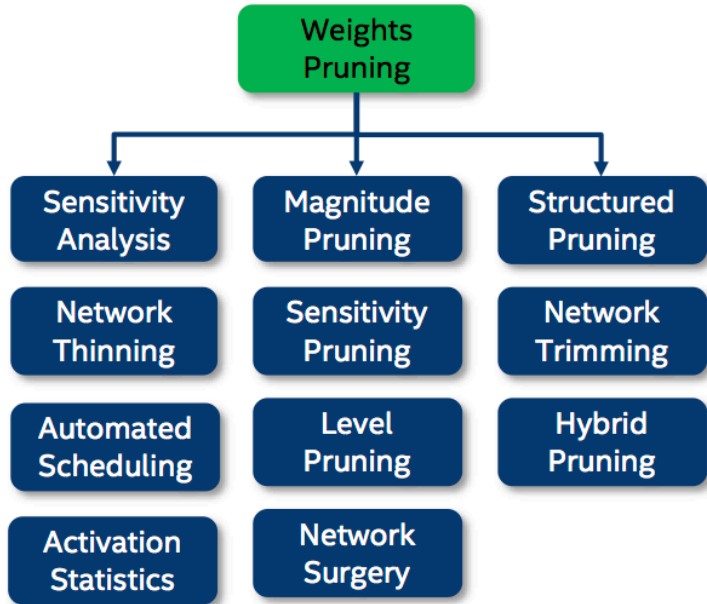 Weights
Pruning
Sensitivity
Analysis
Magnitude
Pruning
Structured
Pruning
Network
Thinning
Sensitivity
Pruning
Network
Trimming
Automated
Scheduling
Level
Pruning
Hybrid
Pruning
Activation
Statistics
Network
Surgery